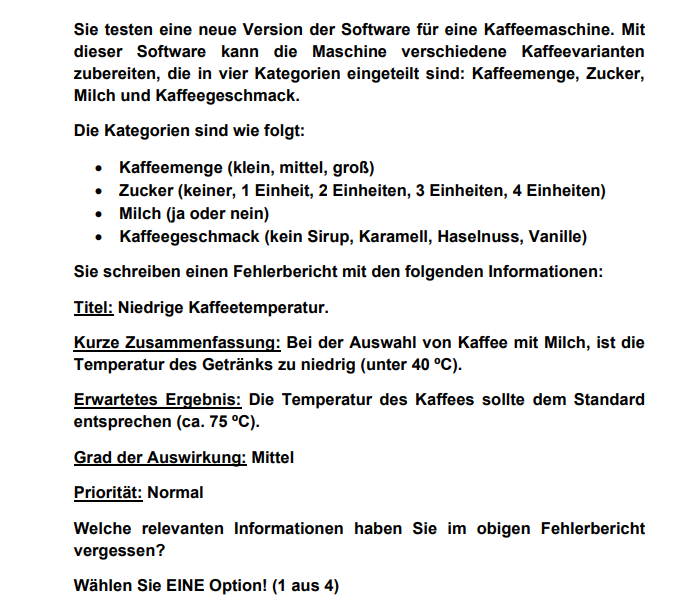 Sie testen eine neue Version der Software für eine Kaffeemaschine. Mit
dieser Software kann die Maschine verschiedene Kaffeevarianten
zubereiten, die in vier Kategorien eingeteilt sind: Kaffeemenge, Zucker,
Milch und Kaffeegeschmack.
Die Kategorien sind wie folgt:
• Kaffeemenge (klein, mittel, groß)
• Zucker (keiner, 1 Einheit, 2 Einheiten, 3 Einheiten, 4 Einheiten)
• Milch (ja oder nein)
• Kaffeegeschmack (kein Sirup, Karamell, Haselnuss, Vanille)
Sie schreiben einen Fehlerbericht mit den folgenden Informationen:
Titel: Niedrige Kaffeetemperatur.
Kurze Zusammenfassung: Bei der Auswahl von Kaffee mit Milch, ist die
Temperatur des Getränks zu niedrig (unter 40 ºC).
Erwartetes Ergebnis: Die Temperatur des Kaffees sollte dem Standard
entsprechen (ca. 75 ºC).
Grad der Auswirkung: Mittel
Priorität: Normal
Welche relevanten Informationen haben Sie im obigen Fehlerbericht
vergessen?
Wählen Sie EINE Option! (1 aus 4)